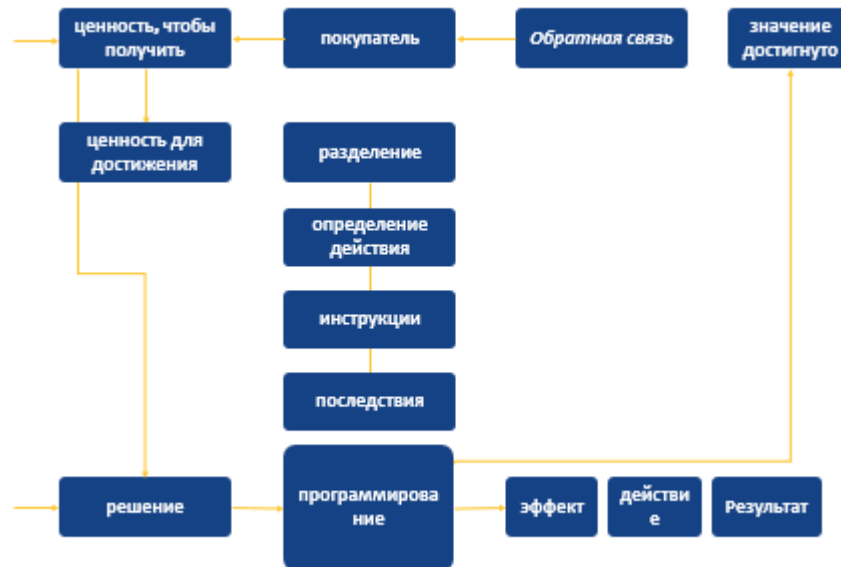 ценность, чтобы
получить
покупатель
Обратная связь
значение
достигнуто
ценность для
достижения
разделение
определение
действия
инструкции
последствия
решение
программирова
ние
эффект
действи
е
Результат